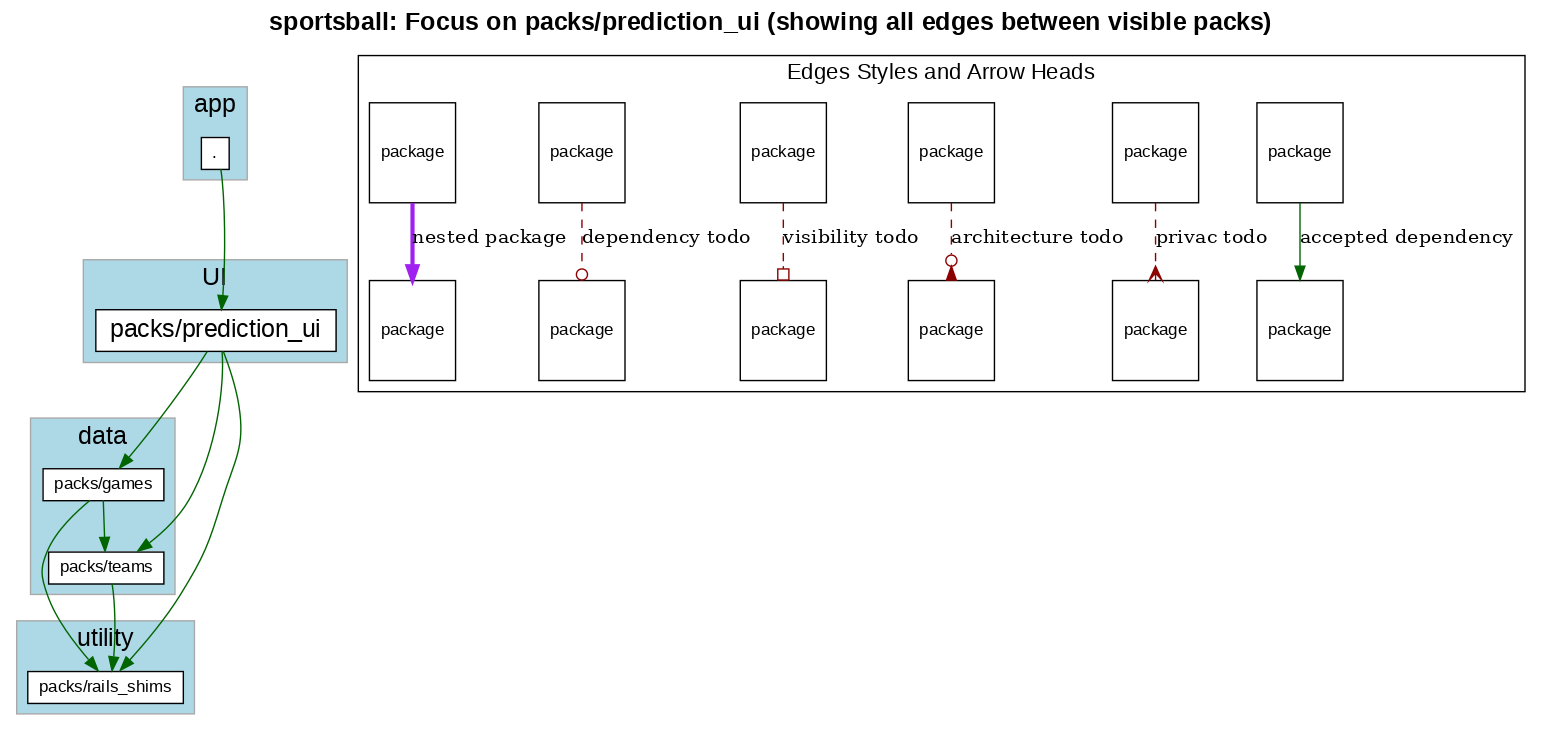 sportsball: Focus on packs/prediction_ui (showing all edges between visible packs)
app
.
UI
packs/prediction_ui
data
packs/games
packs/teams
utility
packs/rails_shims
Edges Styles and Arrow Heads
package
package
package
package
package
package
nested package
dependency todo
visibility todo
architecture todo
privac todo
accepted dependency
package
package
package
package
package
package